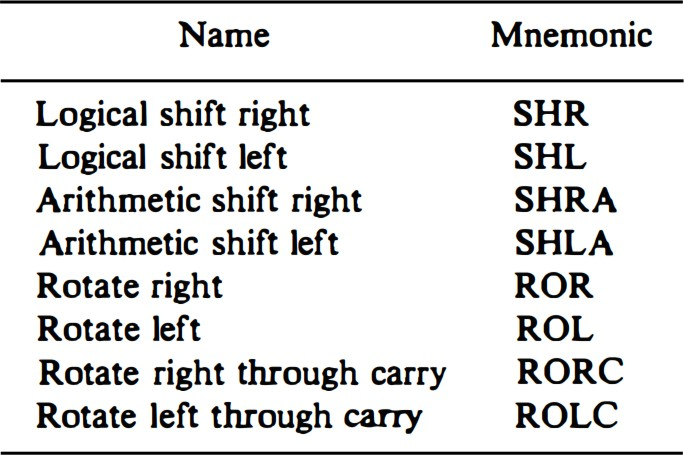 Name Mnemonic
Logical shift right SHR
Logical shift left SHL
Arithmetic shift right SHRA
Arithmetic shift left SHLA
Rotate right ROR
Rotate left ROL
Rotate right through carry RORC
Rotate left through carry ROLC